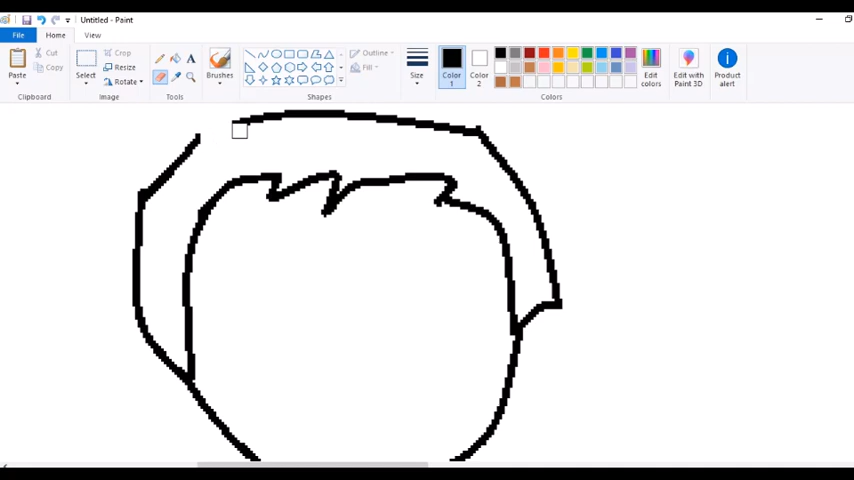 Untitled - Paint
File Home View
Cut
Copy
Paste
Clipboard
Crop
Resize
Rotate
Select
Image
A
Tools
Brushes
Outline
Fill
Shapes
Size
Color 1
Color 2
Edit colors
Colors
Edit with Paint 3D
Product alert